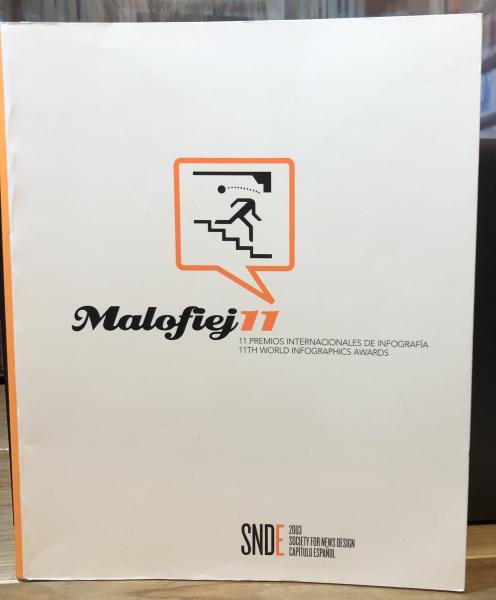 Malofiej11
11 PREMIOS INTERNACIONALES DE INFOGRAFÍA
11TH WORLD INFOGRAPHICS AWARDS
SNDE
2003
SOCIETY FOR NEWS DESIGN
CAPÍTULO ESPAÑOL